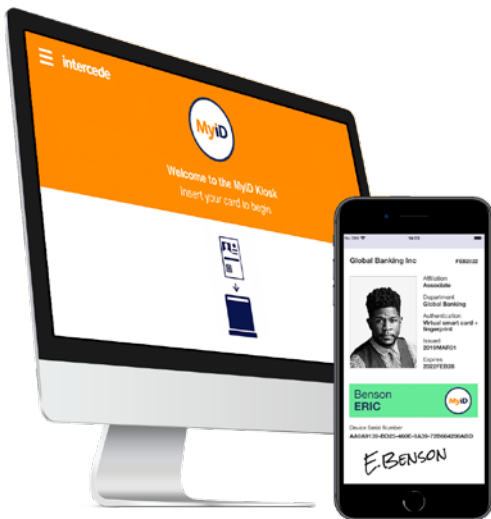 intercede
MyiD
Welcome to the MyID Kiosk
Insert your card to begin
Global Banking Inc
FEB2022
Affiliation
Associate
Department
Global Banking
Authentication
Virtual smart card +
fingerprint
Issued
2019MAR01
Expires
2022FEB28
Benson
ERIC
MyiD
Device Serial Number
E.BENSON